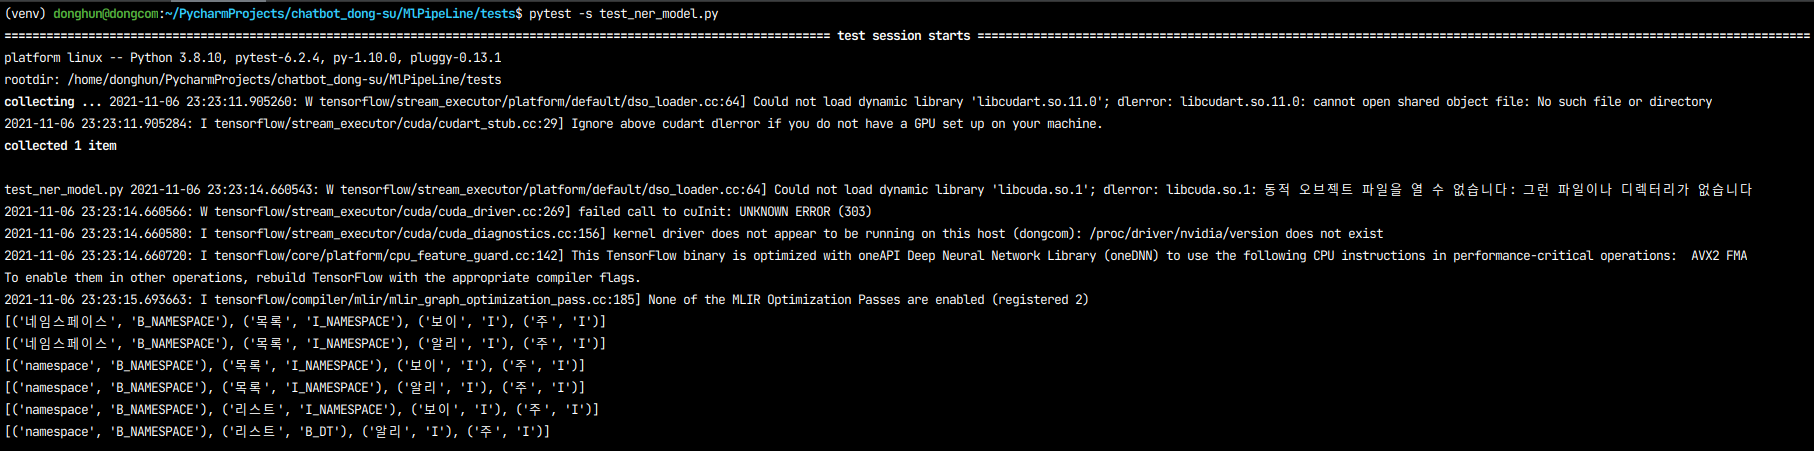 (venv) donghun@dongcom:~/PycharmProjects/chatbot_dong-su/MlPipeLine/tests$ pytest -s test_ner_model.py
============================================================================================================== test session starts ===============================================================================================================
platform linux -- Python 3.8.10, pytest-6.2.4, py-1.10.0, pluggy-0.13.1
rootdir: /home/donghun/PycharmProjects/chatbot_dong-su/MlPipeLine/tests
collecting ... 2021-11-06 23:23:11.905260: W tensorflow/stream_executor/platform/default/dso_loader.cc:64] Could not load dynamic library 'libcudart.so.11.0'; dlerror: libcudart.so.11.0: cannot open shared object file: No such file or directory
2021-11-06 23:23:11.905284: I tensorflow/stream_executor/cuda/cudart_stub.cc:29] Ignore above cudart dlerror if you do not have a GPU set up on your machine.
collected 1 item
test_ner_model.py 2021-11-06 23:23:14.660543: W tensorflow/stream_executor/platform/default/dso_loader.cc:64] Could not load dynamic library 'libcuda.so.1'; dlerror: libcuda.so.1: 동적 오브젝트 파일을 열 수 없습니다: 그런 파일이나 디렉터리가 없습니다
2021-11-06 23:23:14.660566: W tensorflow/stream_executor/cuda/cuda_driver.cc:269] failed call to cuInit: UNKNOWN ERROR (303)
2021-11-06 23:23:14.660580: I tensorflow/stream_executor/cuda/cuda_diagnostics.cc:156] kernel driver does not appear to be running on this host (dongcom): /proc/driver/nvidia/version does not exist
2021-11-06 23:23:14.660720: I tensorflow/core/platform/cpu_feature_guard.cc:142] This TensorFlow binary is optimized with oneAPI Deep Neural Network Library (oneDNN) to use the following CPU instructions in performance-critical operations:  AVX2 FMA
To enable them in other operations, rebuild TensorFlow with the appropriate compiler flags.
2021-11-06 23:23:15.693663: I tensorflow/compiler/mlir/mlir_graph_optimization_pass.cc:185] None of the MLIR Optimization Passes are enabled (registered 2)
[('네임스페이스', 'B_NAMESPACE'), ('목록', 'I_NAMESPACE'), ('보이', 'I'), ('주', 'I')]
[('네임스페이스', 'B_NAMESPACE'), ('목록', 'I_NAMESPACE'), ('알리', 'I'), ('주', 'I')]
[('namespace', 'B_NAMESPACE'), ('목록', 'I_NAMESPACE'), ('보이', 'I'), ('주', 'I')]
[('namespace', 'B_NAMESPACE'), ('목록', 'I_NAMESPACE'), ('알리', 'I'), ('주', 'I')]
[('namespace', 'B_NAMESPACE'), ('리스트', 'I_NAMESPACE'), ('보이', 'I'), ('주', 'I')]
[('namespace', 'B_NAMESPACE'), ('리스트', 'B_DT'), ('알리', 'I'), ('주', 'I')]